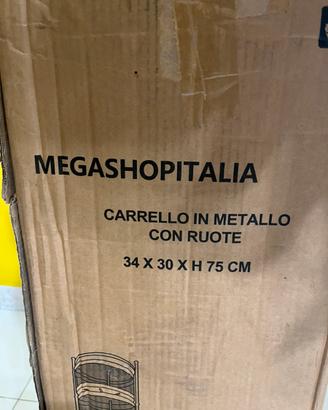 MEGASHOPITALIA
CARRELLO IN METALLO
CON RUOTE
34 X 30 X H 75 CM